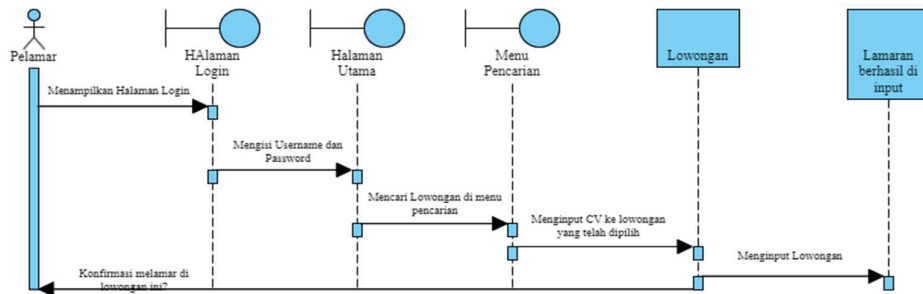 Pelamar
HAlaman
Login
Halaman
Utama
Menu
Pencarian
Lowongan
Lamaran
berhasil di
input
Menampilkan Halaman Login
Mengisi Username dan
Password
Mencari Lowongan di menu
pencarian
Menginput CV ke lowongan
yang telah dipilih
Menginput Lowongan
Konfirmasi melamar di
lowongan ini?